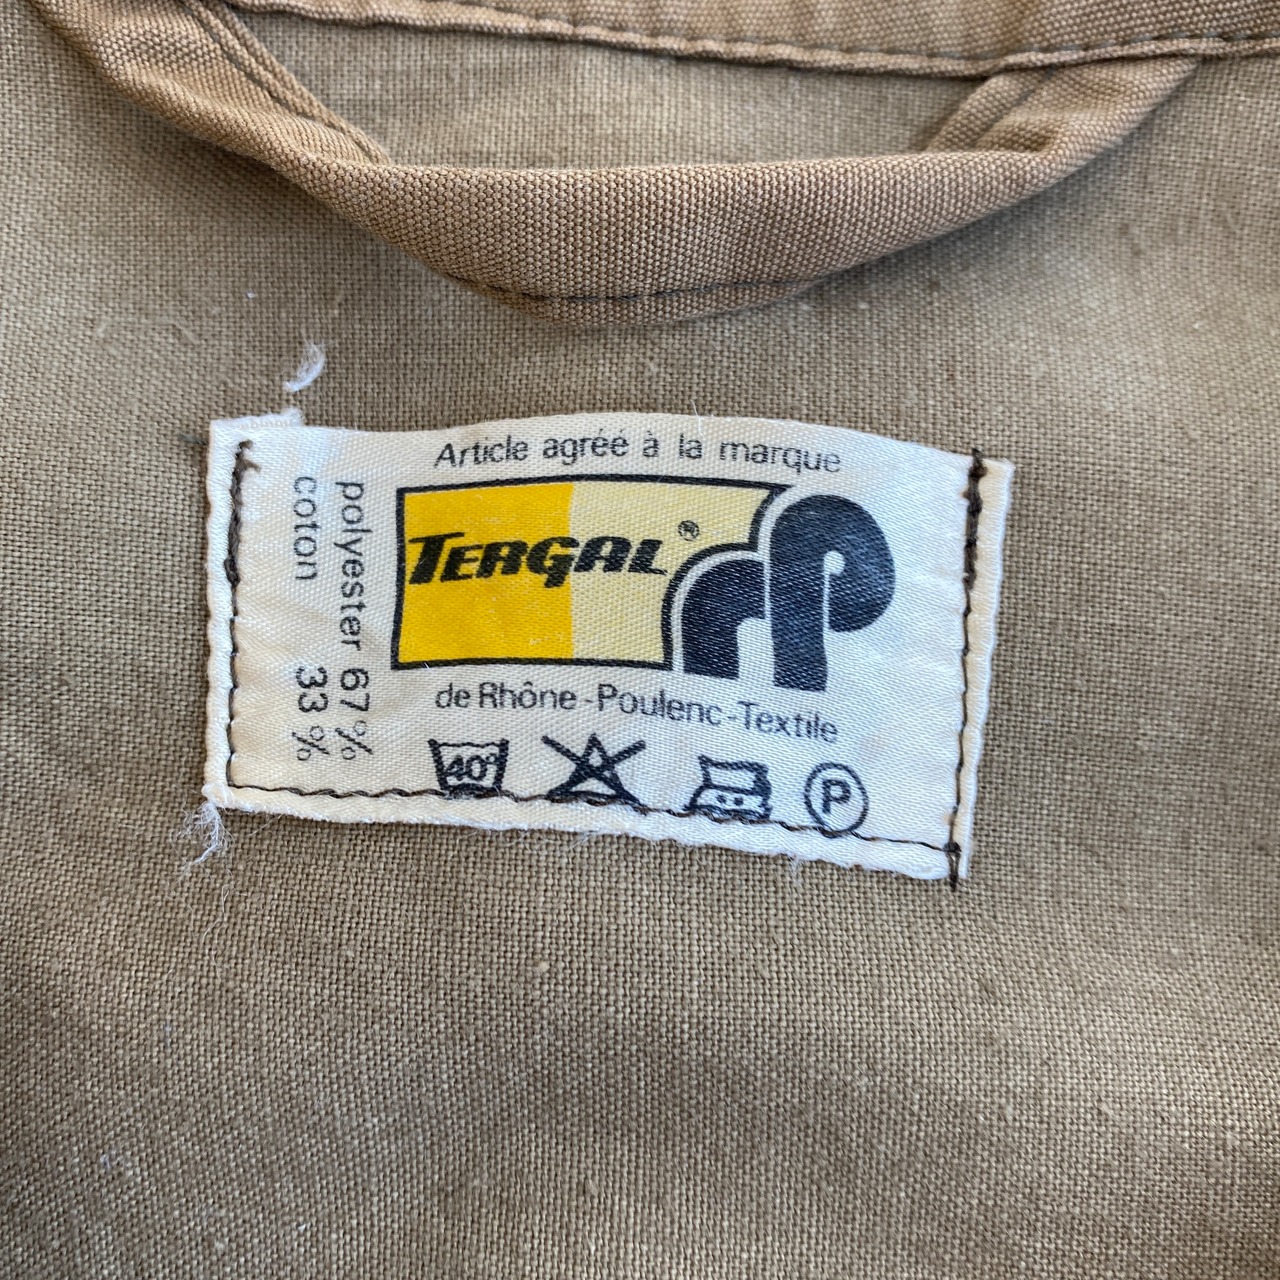 Article agréé à la marque
TERGAL®
rp
de Rhône-Poulenc-Textile
40°
P
polyester 67%
coton 33%